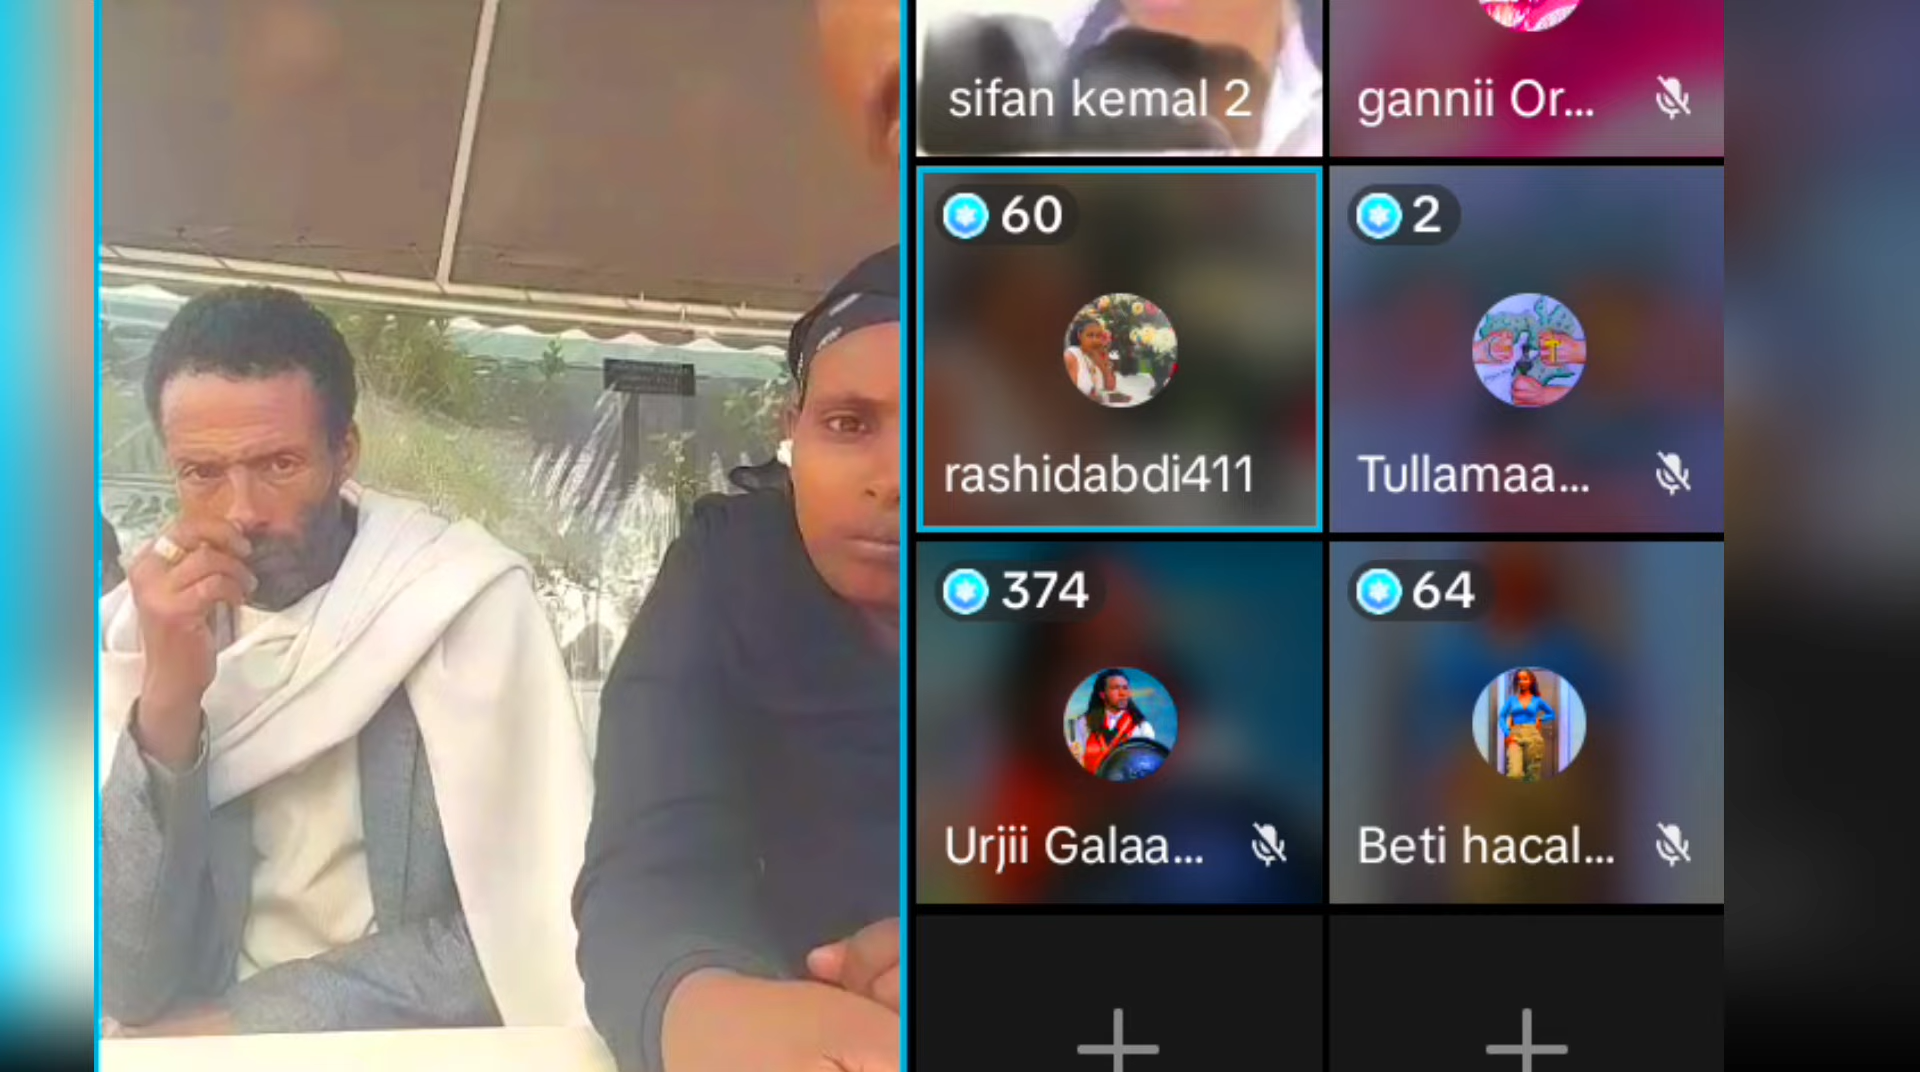 sifan kemal 2
gannii Or...
60
2
rashidabdi411
Tullamaa...
374
64
Urjii Galaa...
Beti hacal...